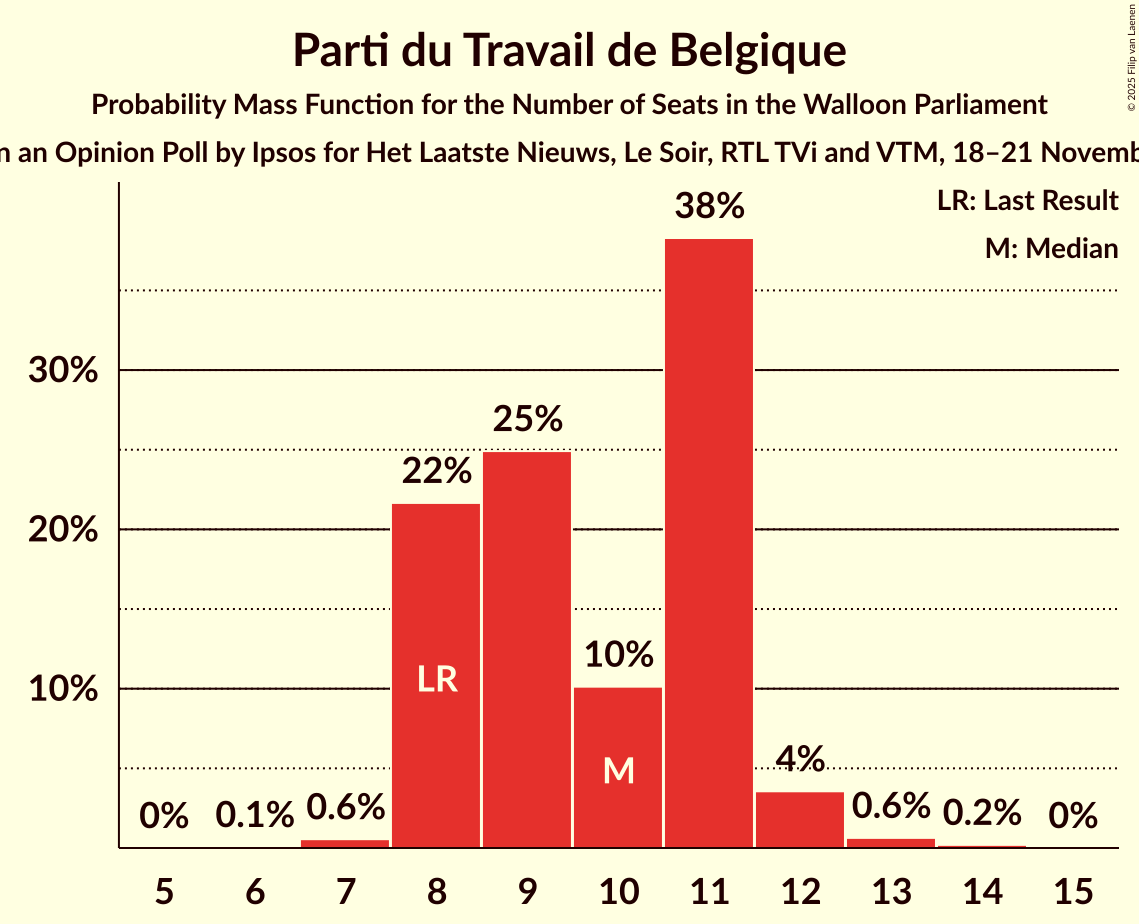 Parti du Travail de Belgique
Probability Mass Function for the Number of Seats in the Walloon Parliament
an Opinion Poll by Ipsos for Het Laatste Nieuws, Le Soir, RTL TVi and VTM, 18–21
© 2025 Filip van Laenen
LR: Last Result
M: Median
38%
30%
25%
22%
20%
10%
10%
LR
M
4%
0% 0.1% 0.6% 0.6% 0.2% 0%
5 6 7 8 9 10 11 12 13 14 15